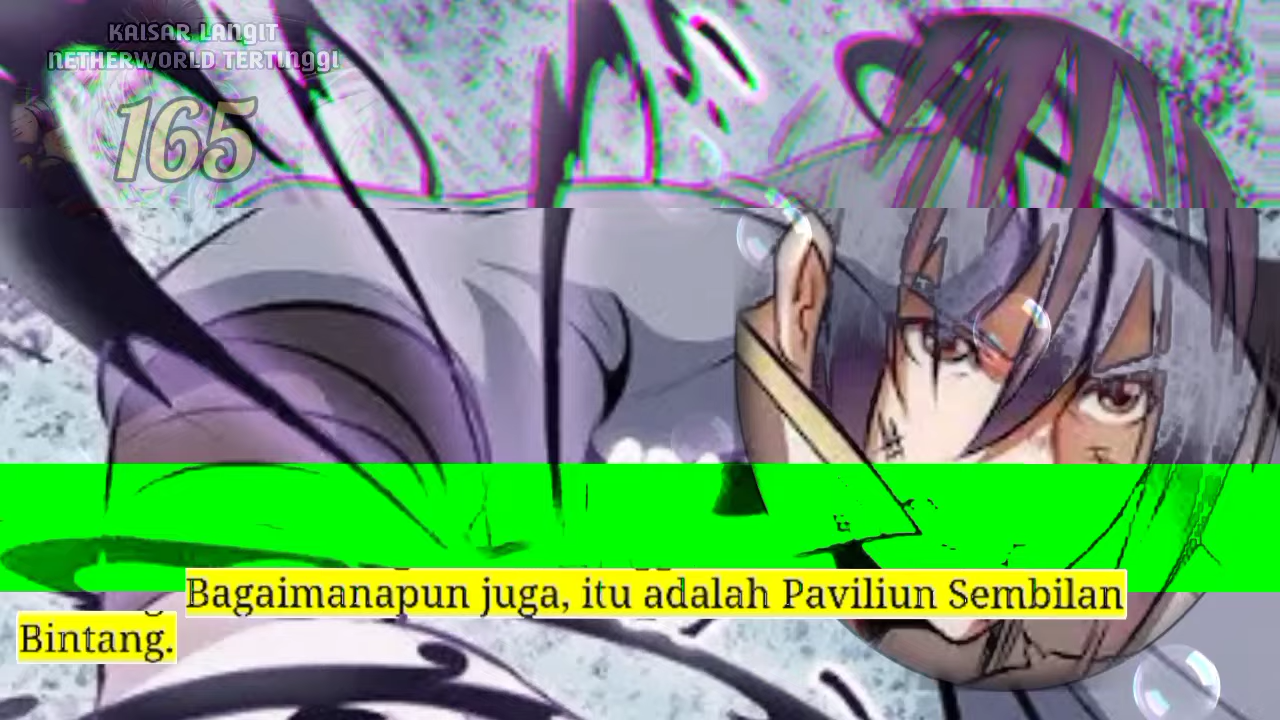 KAISAR LANGIT
NETHERWORLD TERTINGGI
165
Bagaimanapun juga, itu adalah Paviliun Sembilan
Bintang.